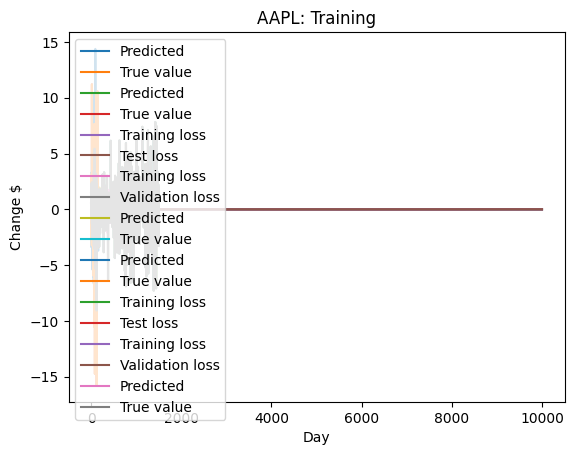 AAPL: Training
15
10
5
0
−5
−10
−15
Change $
Predicted
True value
Predicted
True value
Training loss
Test loss
Training loss
Validation loss
Predicted
True value
Predicted
True value
Training loss
Test loss
Training loss
Validation loss
Predicted
True value
0 2000 4000 6000 8000 10000
Day